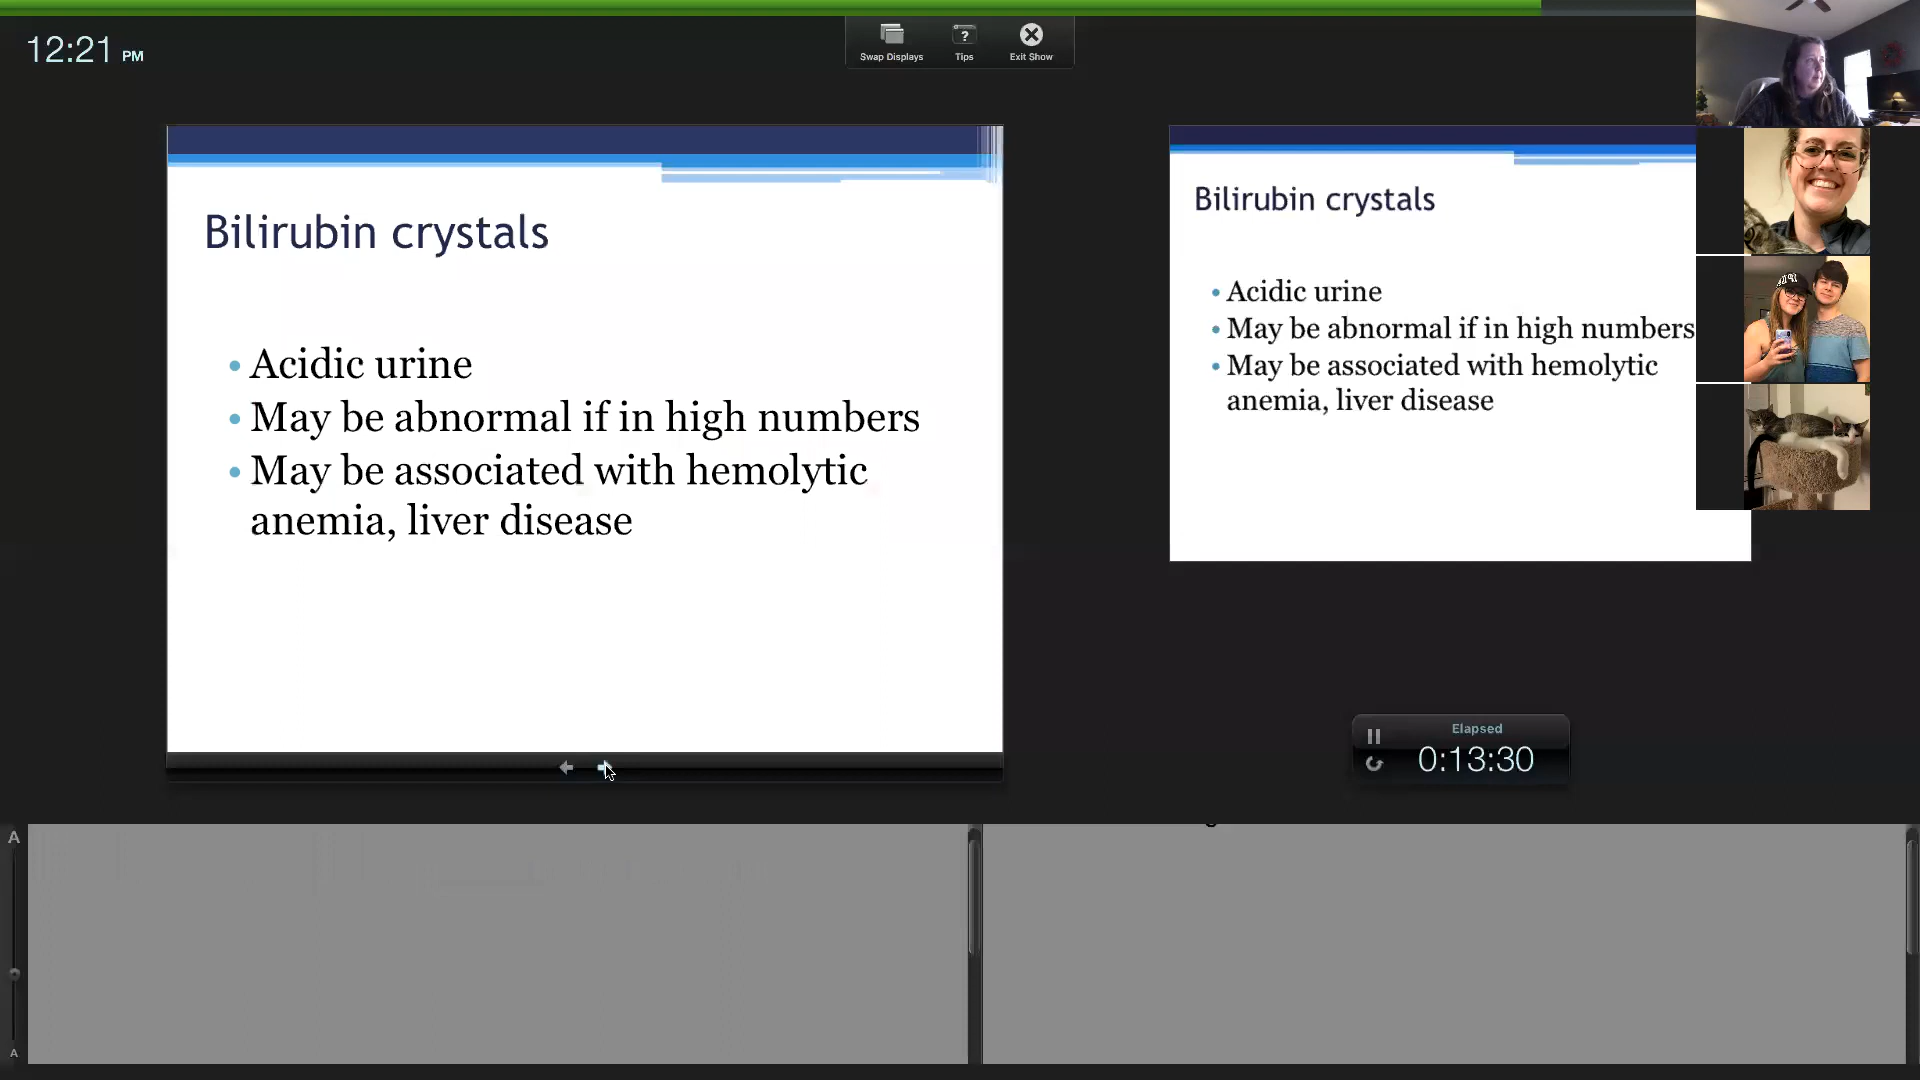 12:21 PM
Swap Displays
Tips
Exit Show
Bilirubin crystals
• Acidic urine
• May be abnormal if in high numbers
• May be associated with hemolytic
anemia, liver disease
Bilirubin crystals
• Acidic urine
• May be abnormal if in high numbers
• May be associated with hemolytic
anemia, liver disease
Elapsed
0:13:30
A
A